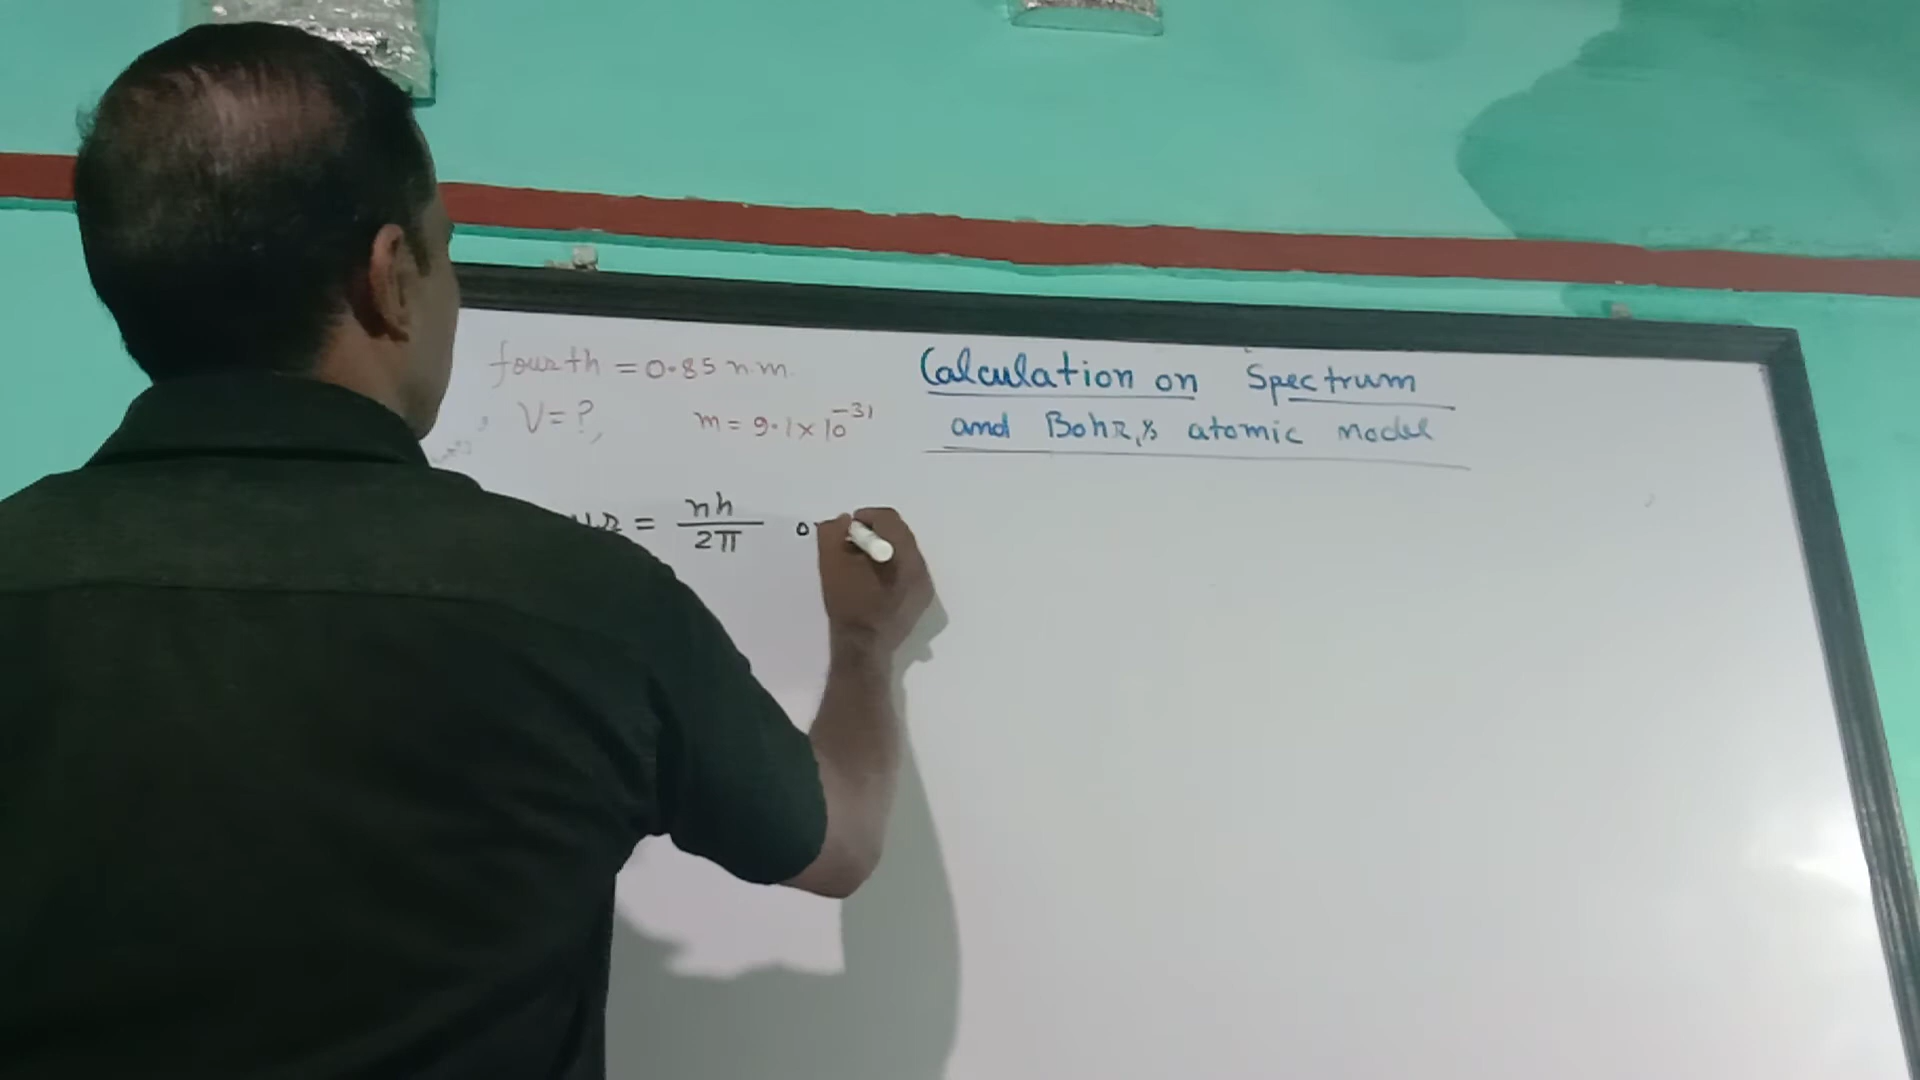 fourth = 0.85 n.m.
V = ?, m = 9.1 × 10⁻³¹
Calculation on Spectrum
and Bohr,s atomic model
r = nh / 2π